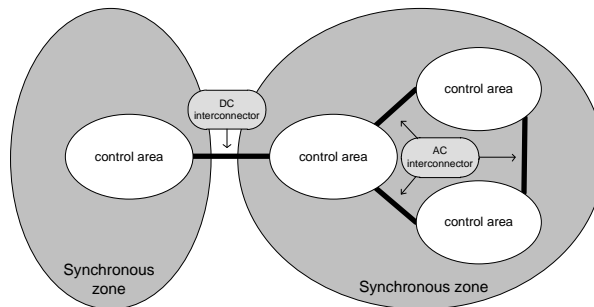 control area
DC
interconnector
control area
control area
AC
interconnector
control area
Synchronous
zone
Synchronous zone